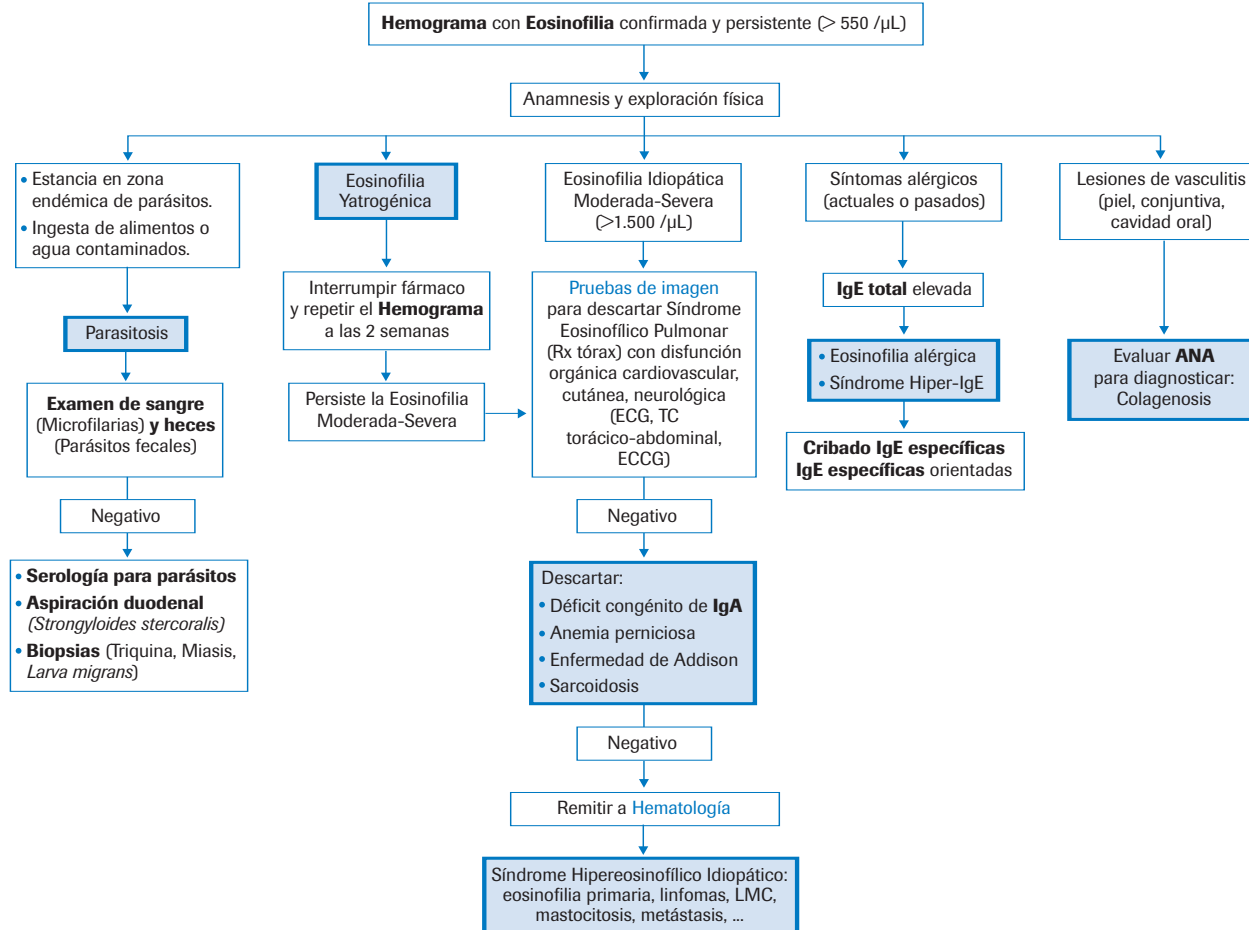 Hemograma con Eosinofilia confirmada y persistente (> 550 /µL)
Anamnesis y exploración física
• Estancia en zona
endémica de parásitos.
• Ingesta de alimentos o
agua contaminados.
Parasitosis
Examen de sangre
(Microfilarias) y heces
(Parásitos fecales)
Negativo
• Serología para parásitos
• Aspiración duodenal
(Strongyloides stercoralis)
• Biopsias (Triquina, Miasis,
Larva migrans)
Eosinofilia
Yatrogénica
Interrumpir fármaco
y repetir el Hemograma
a las 2 semanas
Persiste la Eosinofilia
Moderada-Severa
Eosinofilia Idiopática
Moderada-Severa
(>1.500 /µL)
Pruebas de imagen
para descartar Síndrome
Eosinofílico Pulmonar
(Rx tórax) con disfunción
orgánica cardiovascular,
cutánea, neurológica
(ECG, TC
torácico-abdominal,
ECCG)
Negativo
Descartar:
• Déficit congénito de IgA
• Anemia perniciosa
• Enfermedad de Addison
• Sarcoidosis
Negativo
Remitir a Hematología
Síndrome Hipereosinofílico Idiopático:
eosinofilia primaria, linfomas, LMC,
mastocitosis, metástasis, ...
Síntomas alérgicos
(actuales o pasados)
IgE total elevada
• Eosinofilia alérgica
• Síndrome Hiper-IgE
Cribado IgE específicas
IgE específicas orientadas
Lesiones de vasculitis
(piel, conjuntiva,
cavidad oral)
Evaluar ANA
para diagnosticar:
Colagenosis